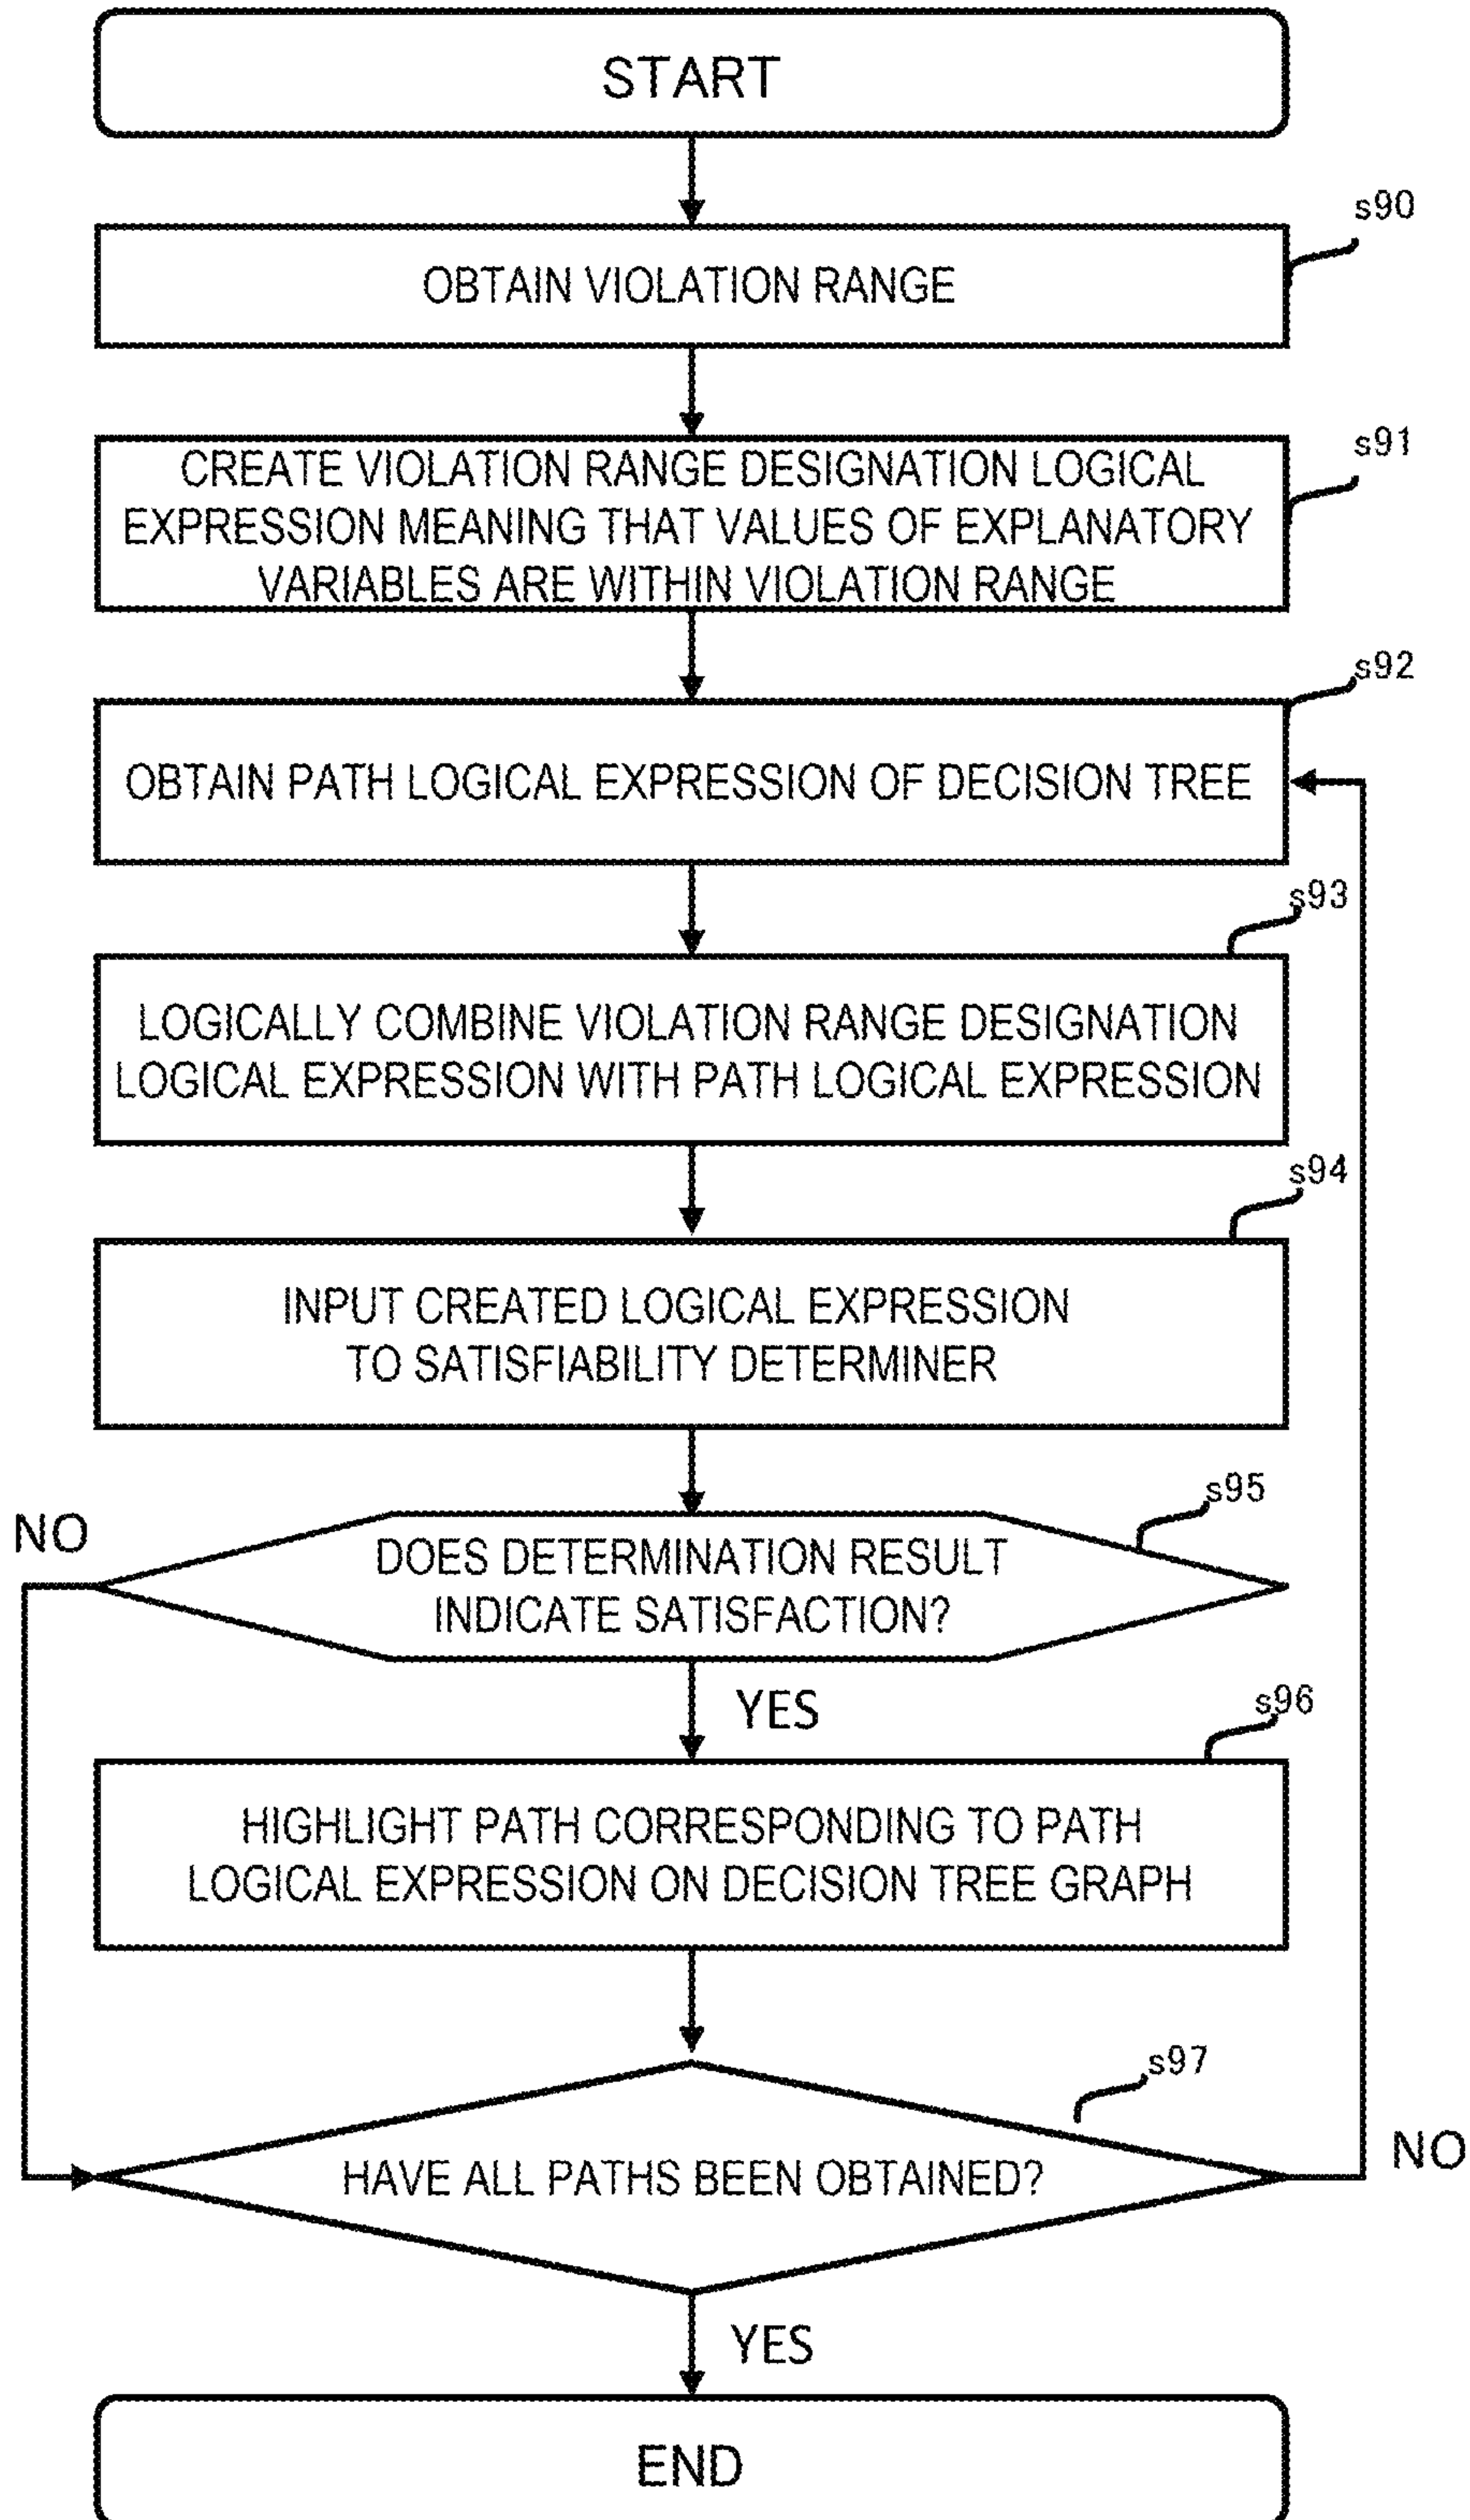 START
s90
OBTAIN VIOLATION RANGE
s91
CREATE VIOLATION RANGE DESIGNATION LOGICAL
EXPRESSION MEANING THAT VALUES OF EXPLANATORY
VARIABLES ARE WITHIN VIOLATION RANGE
s92
OBTAIN PATH LOGICAL EXPRESSION OF DECISION TREE
s93
LOGICALLY COMBINE VIOLATION RANGE DESIGNATION
LOGICAL EXPRESSION WITH PATH LOGICAL EXPRESSION
s94
INPUT CREATED LOGICAL EXPRESSION
TO SATISFIABILITY DETERMINER
s95
NO
DOES DETERMINATION RESULT
INDICATE SATISFACTION?
YES
s96
HIGHLIGHT PATH CORRESPONDING TO PATH
LOGICAL EXPRESSION ON DECISION TREE GRAPH
s97
HAVE ALL PATHS BEEN OBTAINED?
NO
YES
END